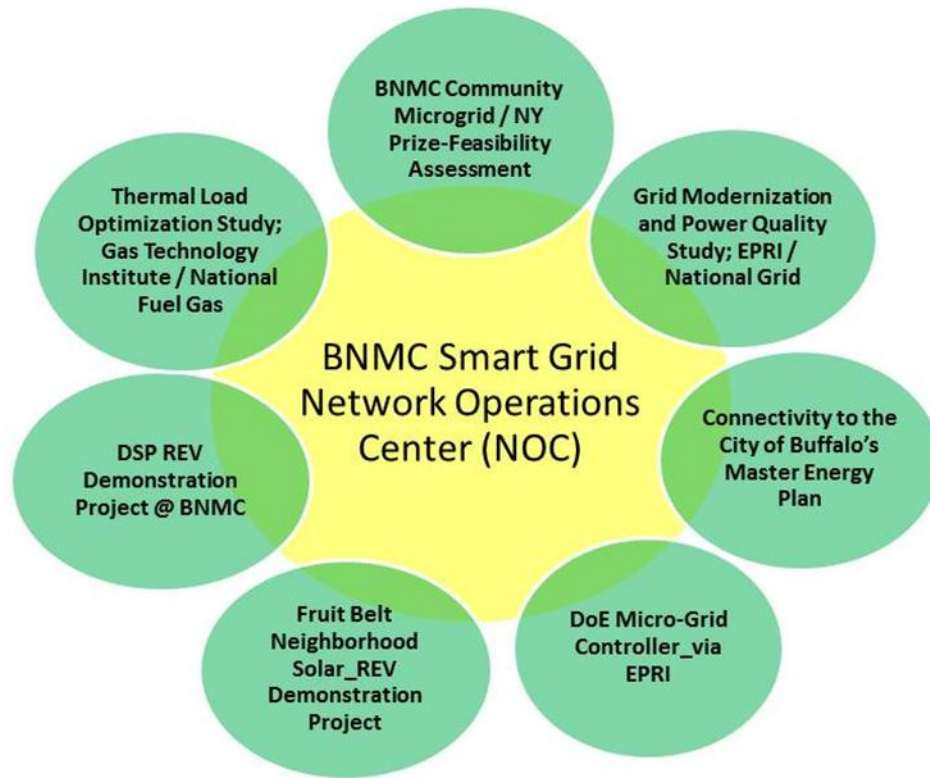 BNMC Community
Microgrid / NY
Prize-Feasibility
Assessment
Grid Modernization
and Power Quality
Study; EPRI /
National Grid
Connectivity to the
City of Buffalo's
Master Energy
Plan
DoE Micro-Grid
Controller_via
EPRI
Fruit Belt
Neighborhood
Solar_REV
Demonstration
Project
DSP REV
Demonstration
Project @ BNMC
Thermal Load
Optimization Study;
Gas Technology
Institute / National
Fuel Gas
BNMC Smart Grid
Network Operations
Center (NOC)